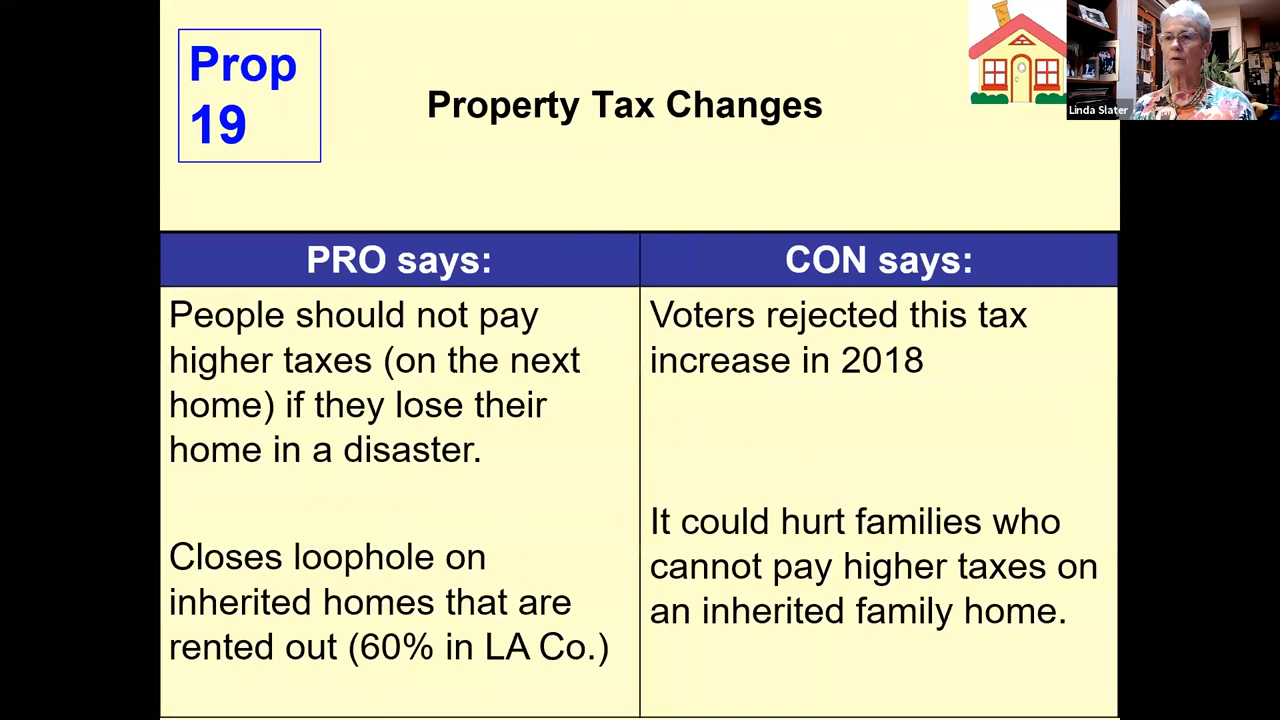 Prop
19
Property Tax Changes
Linda Slater
PRO says:
People should not pay
higher taxes (on the next
home) if they lose their
home in a disaster.
Closes loophole on
inherited homes that are
rented out (60% in LA Co.)
CON says:
Voters rejected this tax
increase in 2018
It could hurt families who
cannot pay higher taxes on
an inherited family home.